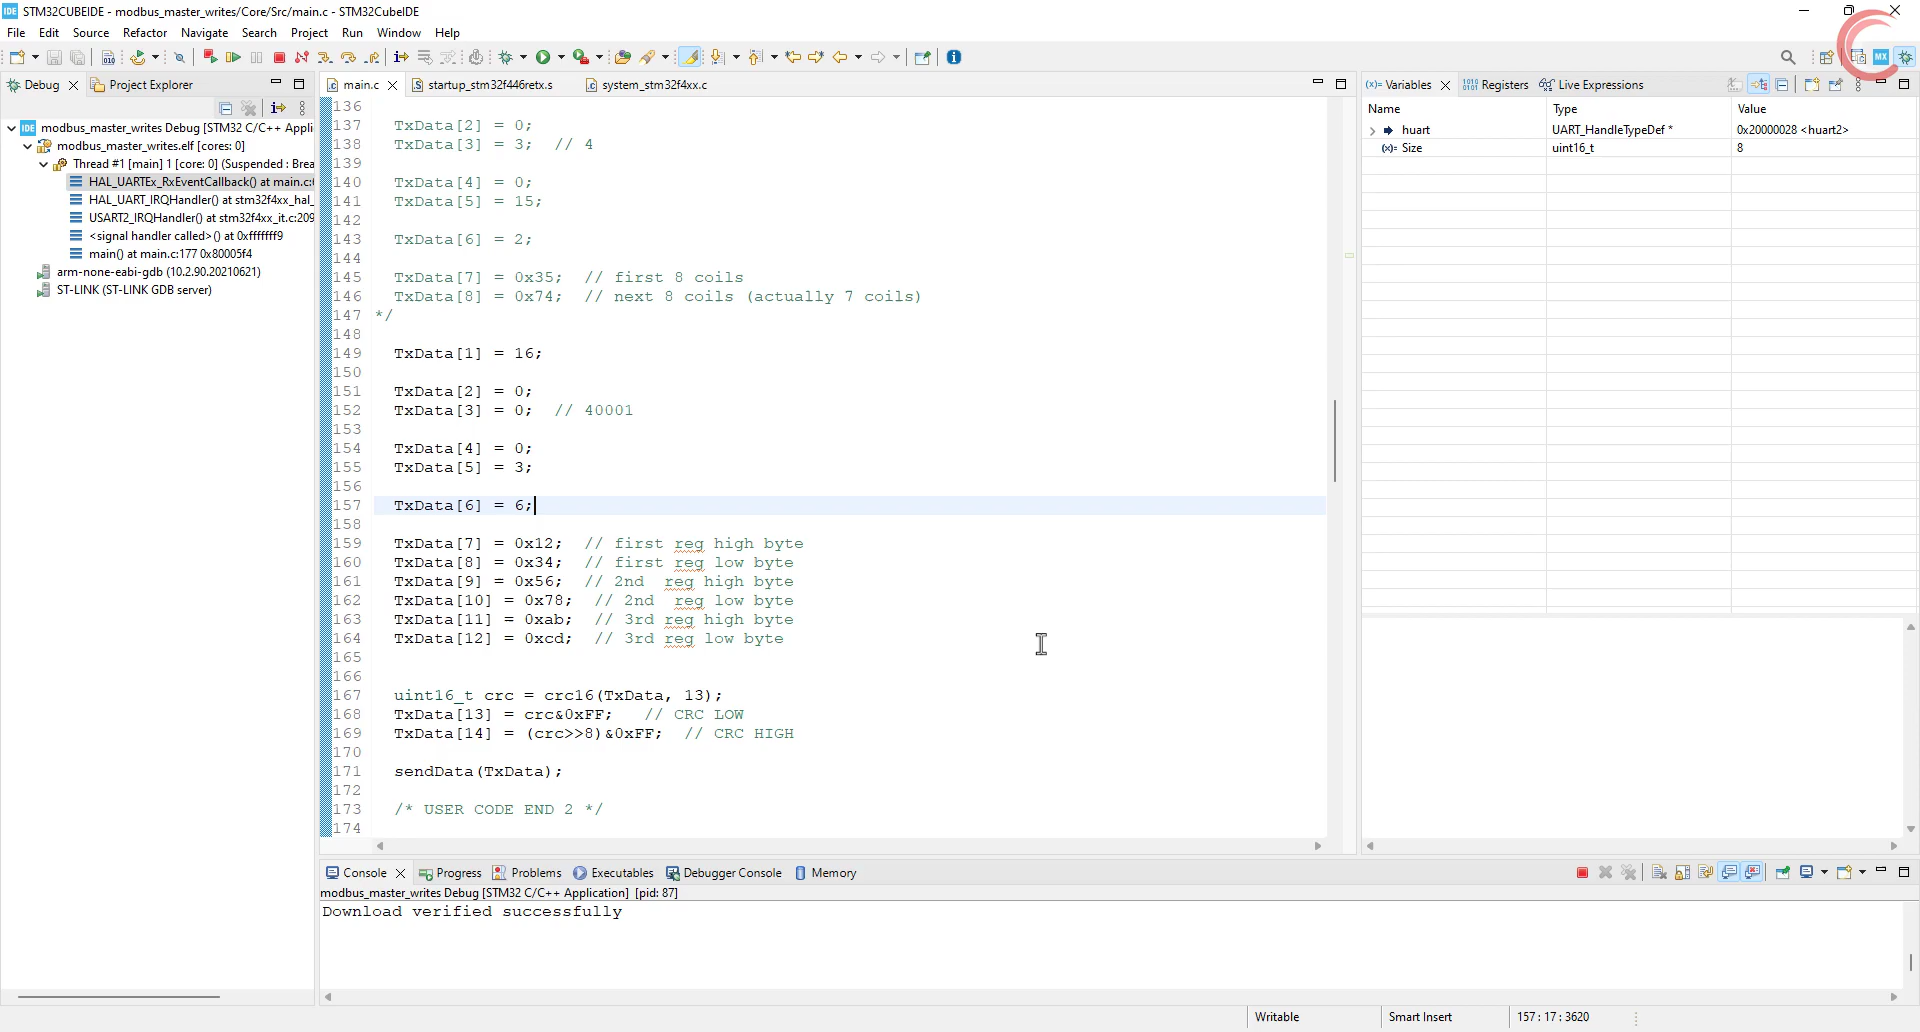 IDE STM32CUBEIDE - modbus_master_writes/Core/Src/main.c - STM32CubeIDE
File Edit Source Refactor Navigate Search Project Run Window Help
Debug Project Explorer
modbus_master_writes Debug [STM32 C/C++ Appli
modbus_master_writes.elf [cores: 0]
Thread #1 [main] 1 [core: 0] (Suspended : Brea
HAL_UARTEx_RxEventCallback() at main.c:
HAL_UART_IRQHandler() at stm32f4xx_hal_
USART2_IRQHandler() at stm32f4xx_it.c:209
<signal handler called>() at 0xfffffff9
main() at main.c:177 0x80005f4
arm-none-eabi-gdb (10.2.90.20210621)
ST-LINK (ST-LINK GDB server)
main.c startup_stm32f446retx.s system_stm32f4xx.c
136
137 TxData[2] = 0;
138 TxData[3] = 3; // 4
139
140 TxData[4] = 0;
141 TxData[5] = 15;
142
143 TxData[6] = 2;
144
145 TxData[7] = 0x35; // first 8 coils
146 TxData[8] = 0x74; // next 8 coils (actually 7 coils)
147 */
148
149 TxData[1] = 16;
150
151 TxData[2] = 0;
152 TxData[3] = 0; // 40001
153
154 TxData[4] = 0;
155 TxData[5] = 3;
156
157 TxData[6] = 6;
158
159 TxData[7] = 0x12; // first reg high byte
160 TxData[8] = 0x34; // first reg low byte
161 TxData[9] = 0x56; // 2nd reg high byte
162 TxData[10] = 0x78; // 2nd reg low byte
163 TxData[11] = 0xab; // 3rd reg high byte
164 TxData[12] = 0xcd; // 3rd reg low byte
165
166
167 uint16_t crc = crc16(TxData, 13);
168 TxData[13] = crc&0xFF; // CRC LOW
169 TxData[14] = (crc>>8)&0xFF; // CRC HIGH
170
171 sendData(TxData);
172
173 /* USER CODE END 2 */
174
(x)= Variables Registers Live Expressions
Name Type Value
huart UART_HandleTypeDef * 0x20000028 <huart2>
(x)= Size uint16_t 8
Console Progress Problems Executables Debugger Console Memory
modbus_master_writes Debug [STM32 C/C++ Application] [pid: 87]
Download verified successfully
Writable Smart Insert 157 : 17 : 3620
MX